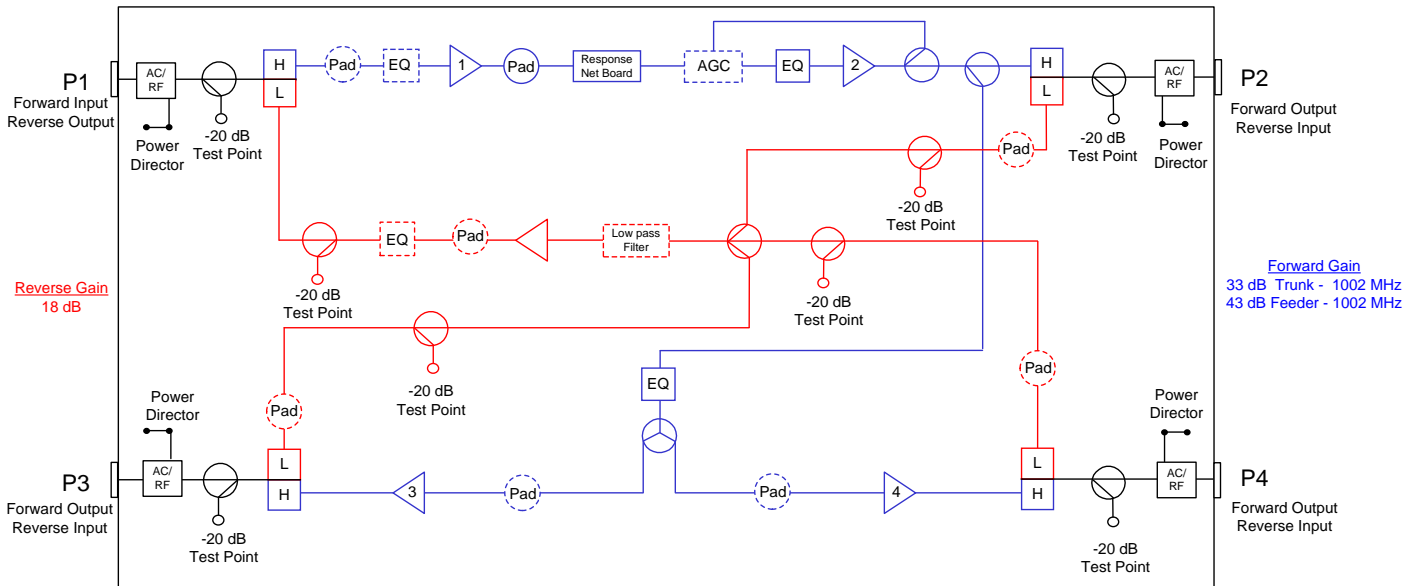 P1
Forward Input
Reverse Output
AC/
RF
Power
Director
-20 dB
Test Point
H
L
Pad
EQ
1
Pad
Response
Net Board
AGC
EQ
2
H
L
-20 dB
Test Point
AC/
RF
Power
Director
P2
Forward Output
Reverse Input
Pad
-20 dB
Test Point
-20 dB
Test Point
EQ
Pad
Low pass
Filter
-20 dB
Test Point
Reverse Gain
18 dB
Forward Gain
33 dB Trunk - 1002 MHz
43 dB Feeder - 1002 MHz
-20 dB
Test Point
EQ
Pad
Pad
Power
Director
Power
Director
P3
Forward Output
Reverse Input
AC/
RF
-20 dB
Test Point
L
H
3
Pad
Pad
4
L
H
-20 dB
Test Point
AC/
RF
P4
Forward Output
Reverse Input